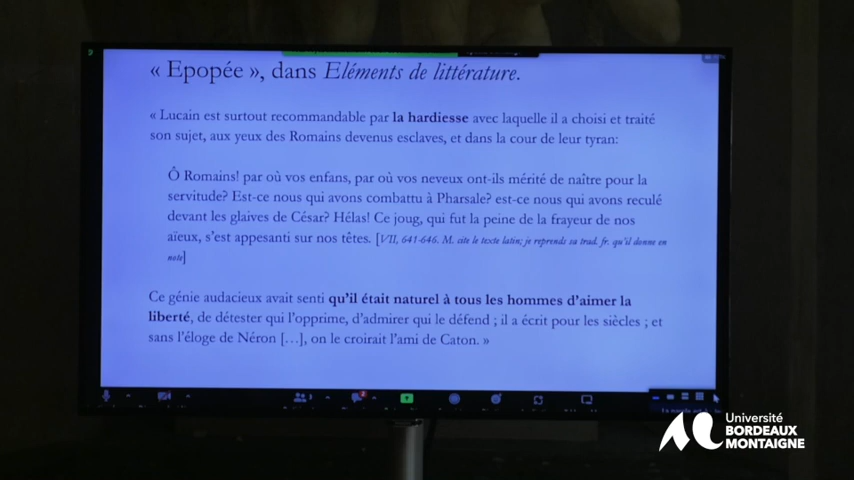 « Epopée », dans Eléments de littérature.
« Lucain est surtout recommandable par la hardiesse avec laquelle il a choisi et traité
son sujet, aux yeux des Romains devenus esclaves, et dans la cour de leur tyran:
Ô Romains! par où vos enfans, par où vos neveux ont-ils mérité de naître pour la
servitude? Est-ce nous qui avons combattu à Pharsale? est-ce nous qui avons reculé
devant les glaives de César? Hélas! Ce joug, qui fut la peine de la frayeur de nos
aïeux, s'est appesanti sur nos têtes. [VII, 641-646. M. cite le texte latin; je reprends sa trad. fr. qu'il donne en
note]
Ce génie audacieux avait senti qu'il était naturel à tous les hommes d'aimer la
liberté, de détester qui l'opprime, d'admirer qui le défend ; il a écrit pour les siècles ; et
sans l'éloge de Néron [...], on le croirait l'ami de Caton. »
Université
BORDEAUX
MONTAIGNE